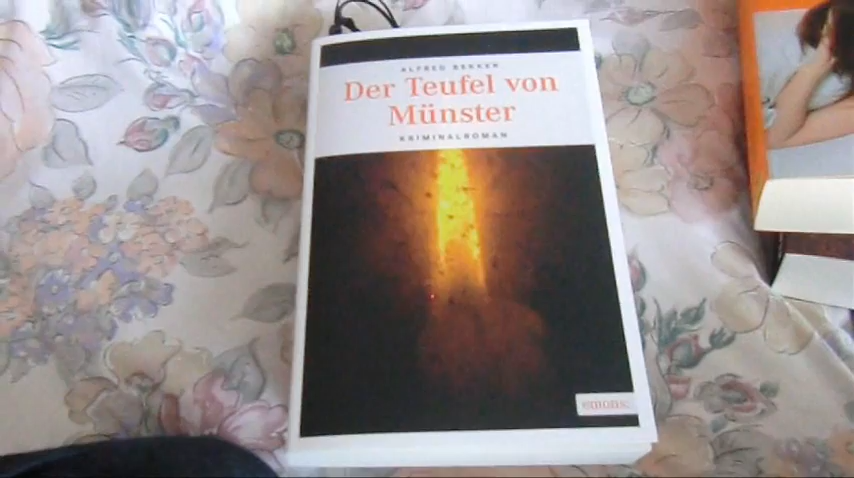 ALFRED BEKKER
Der Teufel von
Münster
KRIMINALROMAN
emons: